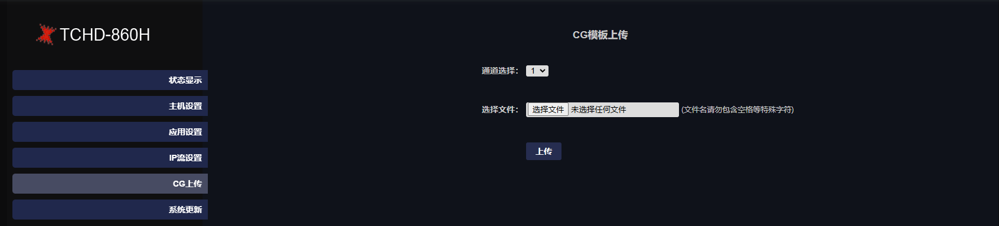 TCHD-860H
状态显示
主机设置
应用设置
IP流设置
CG上传
系统更新
CG模板上传
通道选择： 1
选择文件： 选择文件 未选择任何文件 (文件名请勿包含空格等特殊字符)
上传